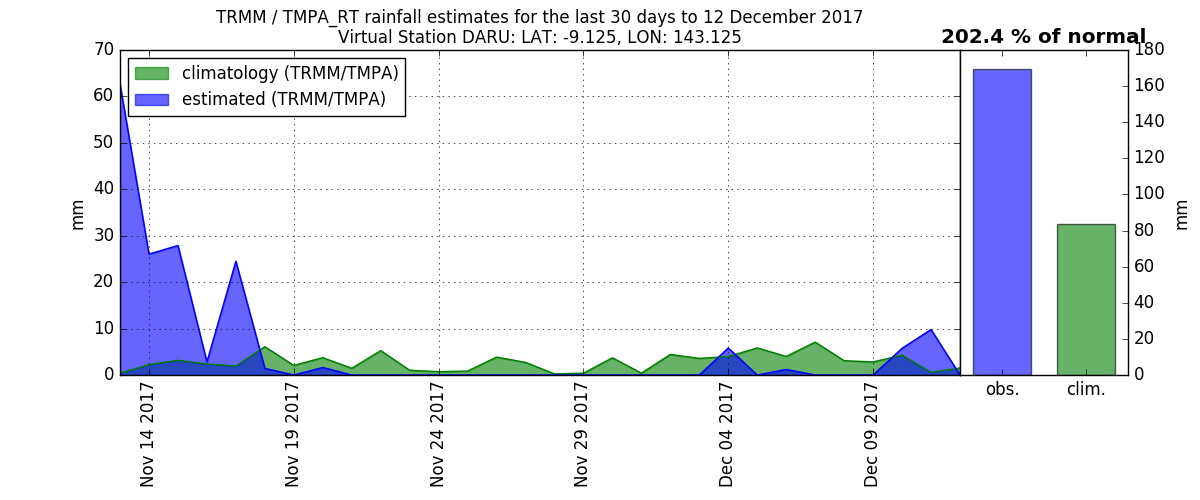 TRMM / TMPA_RT rainfall estimates for the last 30 days to 12 December 2017
Virtual Station DARU: LAT: -9.125, LON: 143.125
202.4 % of normal
climatology (TRMM/TMPA)
estimated (TRMM/TMPA)
mm
70
60
50
40
30
20
10
0
Nov 14 2017
Nov 19 2017
Nov 24 2017
Nov 29 2017
Dec 04 2017
Dec 09 2017
obs.
clim.
180
160
140
120
100
80
60
40
20
0
mm